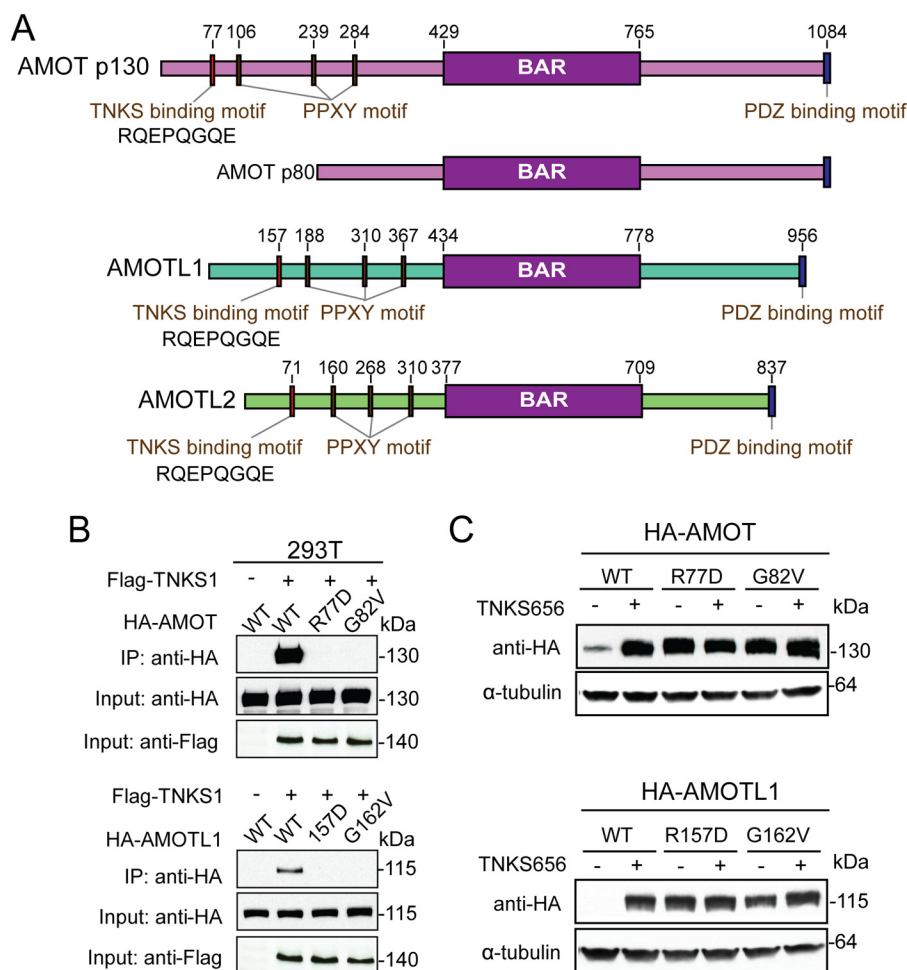 A
77 106 239 284 429 765 1084
AMOT p130
BAR
TNKS binding motif PPXY motif PDZ binding motif
RQEPQGQE
AMOT p80
BAR
157 188 310 367 434 778 956
AMOTL1
BAR
TNKS binding motif PPXY motif PDZ binding motif
RQEPQGQE
71 160 268 310 377 709 837
AMOTL2
BAR
TNKS binding motif PPXY motif PDZ binding motif
RQEPQGQE
B
293T
Flag-TNKS1 - + + +
HA-AMOT WT WT R77D G82V kDa
IP: anti-HA -130
Input: anti-HA -130
Input: anti-Flag -140
Flag-TNKS1 - + + +
HA-AMOTL1 WT WT 157D G162V kDa
IP: anti-HA -115
Input: anti-HA -115
Input: anti-Flag -140
C
HA-AMOT
WT R77D G82V
TNKS656 - + - + - + kDa
anti-HA -130
α-tubulin -64
HA-AMOTL1
WT R157D G162V
TNKS656 - + - + - + kDa
anti-HA -115
α-tubulin -64